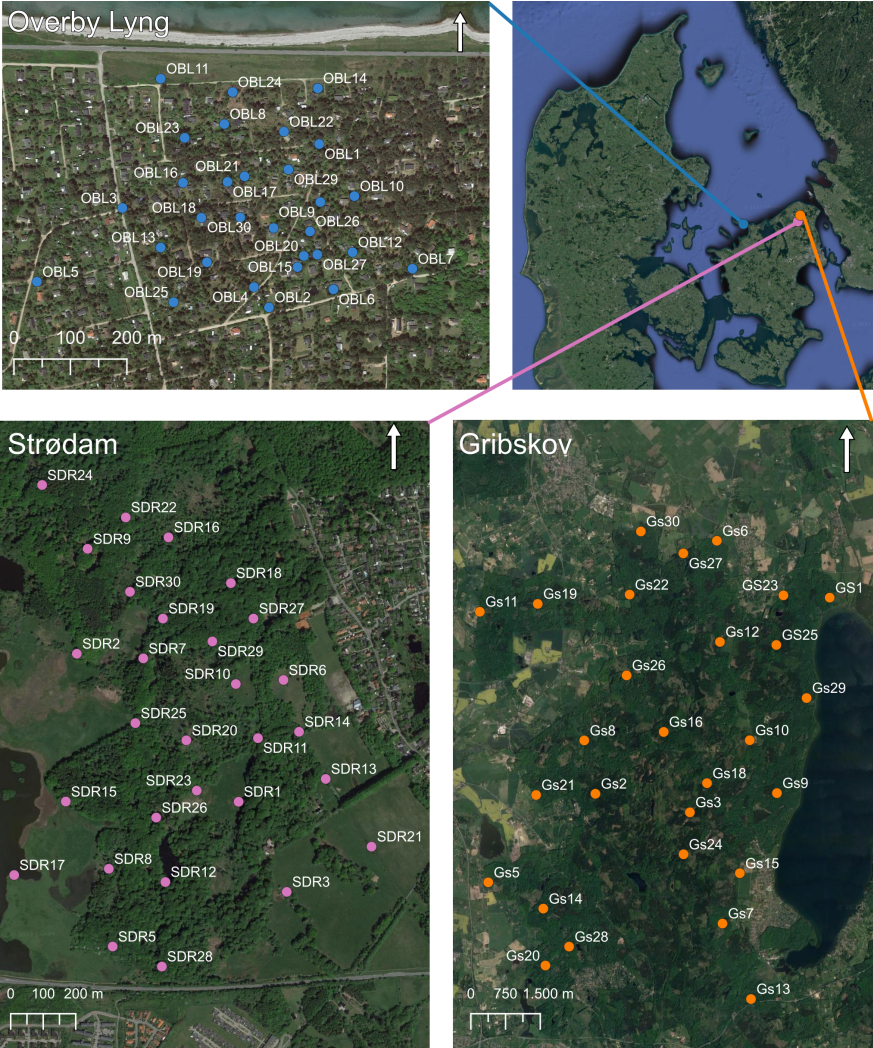 Overby Lyng
OBL11
OBL24
OBL14
OBL8
OBL23
OBL22
OBL1
OBL21
OBL16
OBL17
OBL29
OBL10
OBL3
OBL18
OBL9
OBL30
OBL26
OBL13
OBL20
OBL12
OBL19
OBL15
OBL27
OBL7
OBL5
OBL25
OBL4
OBL2
OBL6
0 100 200 m
Strødam
SDR24
SDR22
SDR16
SDR9
SDR18
SDR30
SDR19
SDR27
SDR2
SDR7
SDR29
SDR10
SDR6
SDR25
SDR20
SDR14
SDR11
SDR13
SDR23
SDR15
SDR1
SDR26
SDR21
SDR17
SDR8
SDR12
SDR3
SDR5
SDR28
0 100 200 m
Gribskov
Gs30
Gs6
Gs27
Gs22
GS23
GS1
Gs11
Gs19
Gs12
GS25
Gs26
Gs29
Gs8
Gs16
Gs10
Gs18
Gs21
Gs2
Gs9
Gs3
Gs24
Gs15
Gs5
Gs14
Gs7
Gs28
Gs20
Gs13
0 750 1.500 m